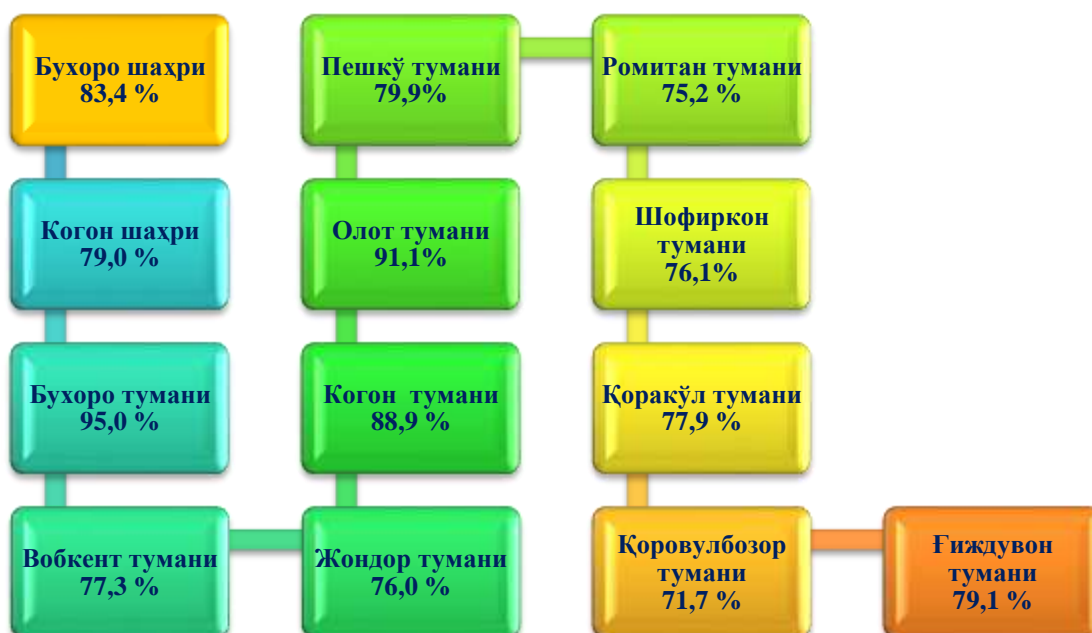 Бухоро шаҳри
83,4 %
Когон шаҳри
79,0 %
Бухоро тумани
95,0 %
Вобкент тумани
77,3 %
Жондор тумани
76,0 %
Когон тумани
88,9 %
Олот тумани
91,1%
Пешкў тумани
79,9%
Ромитан тумани
75,2 %
Шофиркон
тумани
76,1%
Қоракўл тумани
77,9 %
Қоровулбозор
тумани
71,7 %
Ғиждувон
тумани
79,1 %